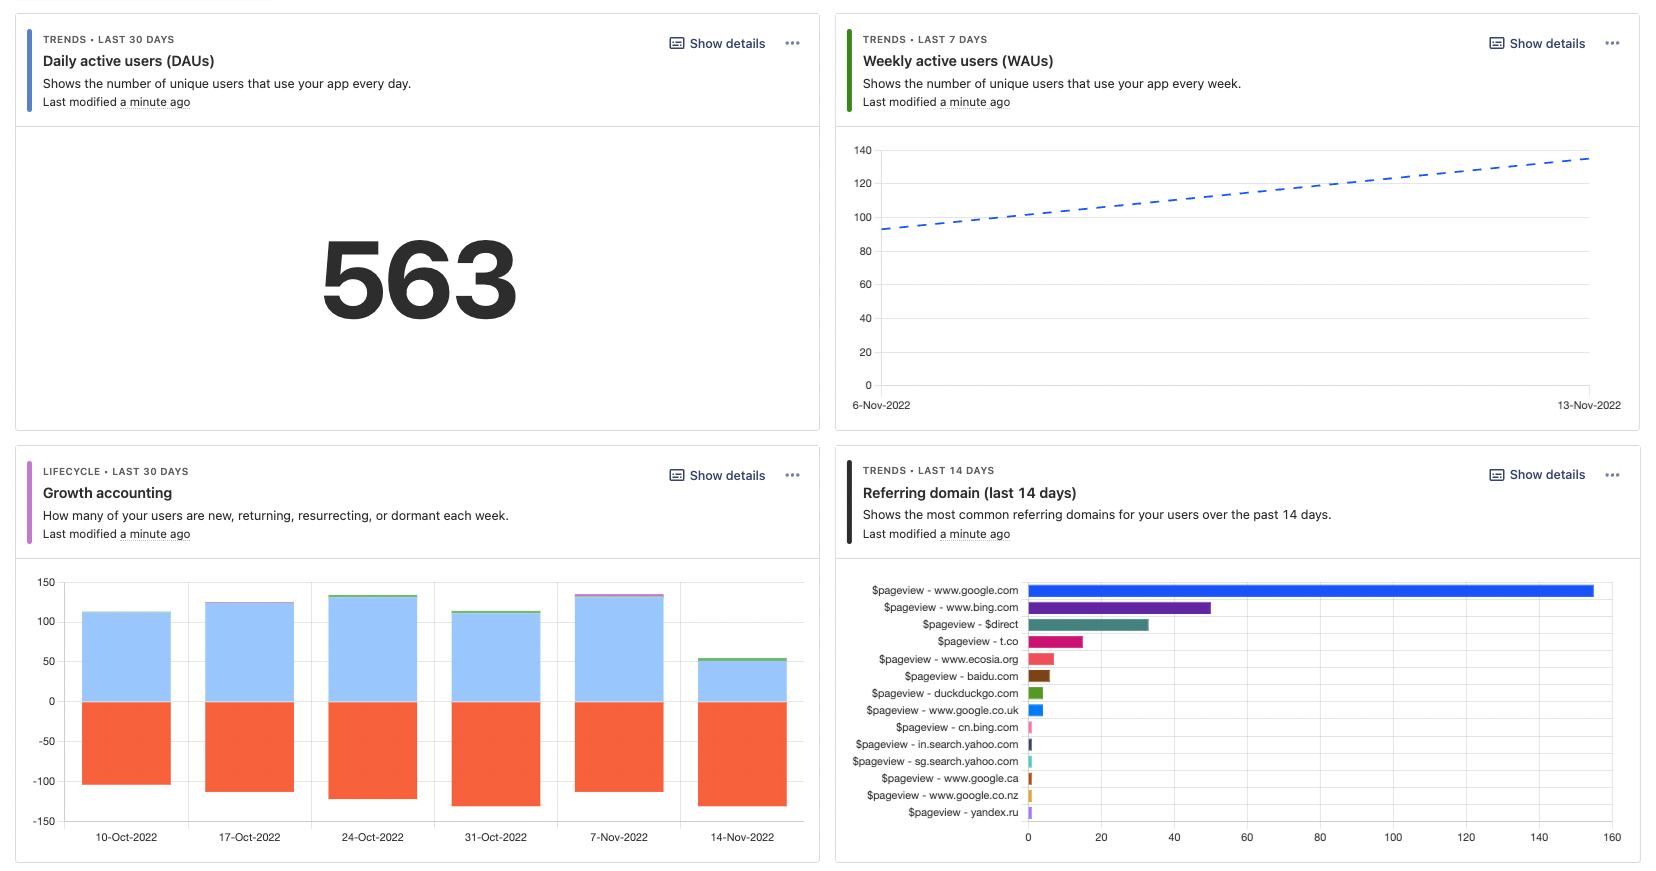 TRENDS • LAST 30 DAYS
Show details
Daily active users (DAUs)
Shows the number of unique users that use your app every day.
Last modified a minute ago
563
TRENDS • LAST 7 DAYS
Show details
Weekly active users (WAUs)
Shows the number of unique users that use your app every week.
Last modified a minute ago
140
120
100
80
60
40
20
0
6-Nov-2022
13-Nov-2022
LIFECYCLE • LAST 30 DAYS
Show details
Growth accounting
How many of your users are new, returning, resurrecting, or dormant each week.
Last modified a minute ago
150
100
50
0
-50
-100
-150
10-Oct-2022
17-Oct-2022
24-Oct-2022
31-Oct-2022
7-Nov-2022
14-Nov-2022
TRENDS • LAST 14 DAYS
Show details
Referring domain (last 14 days)
Shows the most common referring domains for your users over the past 14 days.
Last modified a minute ago
$pageview - www.google.com
$pageview - www.bing.com
$pageview - $direct
$pageview - t.co
$pageview - www.ecosia.org
$pageview - baidu.com
$pageview - duckduckgo.com
$pageview - www.google.co.uk
$pageview - cn.bing.com
$pageview - in.search.yahoo.com
$pageview - sg.search.yahoo.com
$pageview - www.google.ca
$pageview - www.google.co.nz
$pageview - yandex.ru
0
20
40
60
80
100
120
140
160